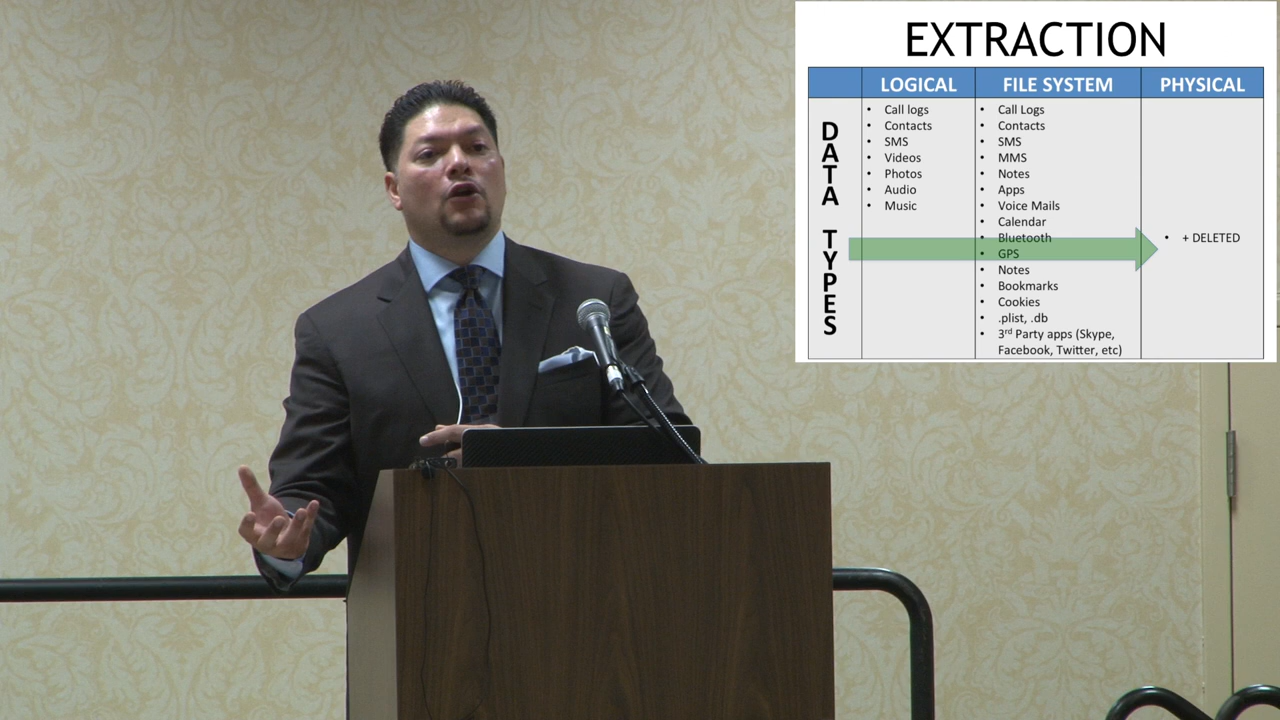 EXTRACTION
LOGICAL
FILE SYSTEM
PHYSICAL
DATA TYPES
• Call logs
• Contacts
• SMS
• Videos
• Photos
• Audio
• Music
• Call Logs
• Contacts
• SMS
• MMS
• Notes
• Apps
• Voice Mails
• Calendar
• Bluetooth
• GPS
• Notes
• Bookmarks
• Cookies
• .plist, .db
• 3rd Party apps (Skype,
Facebook, Twitter, etc)
• + DELETED